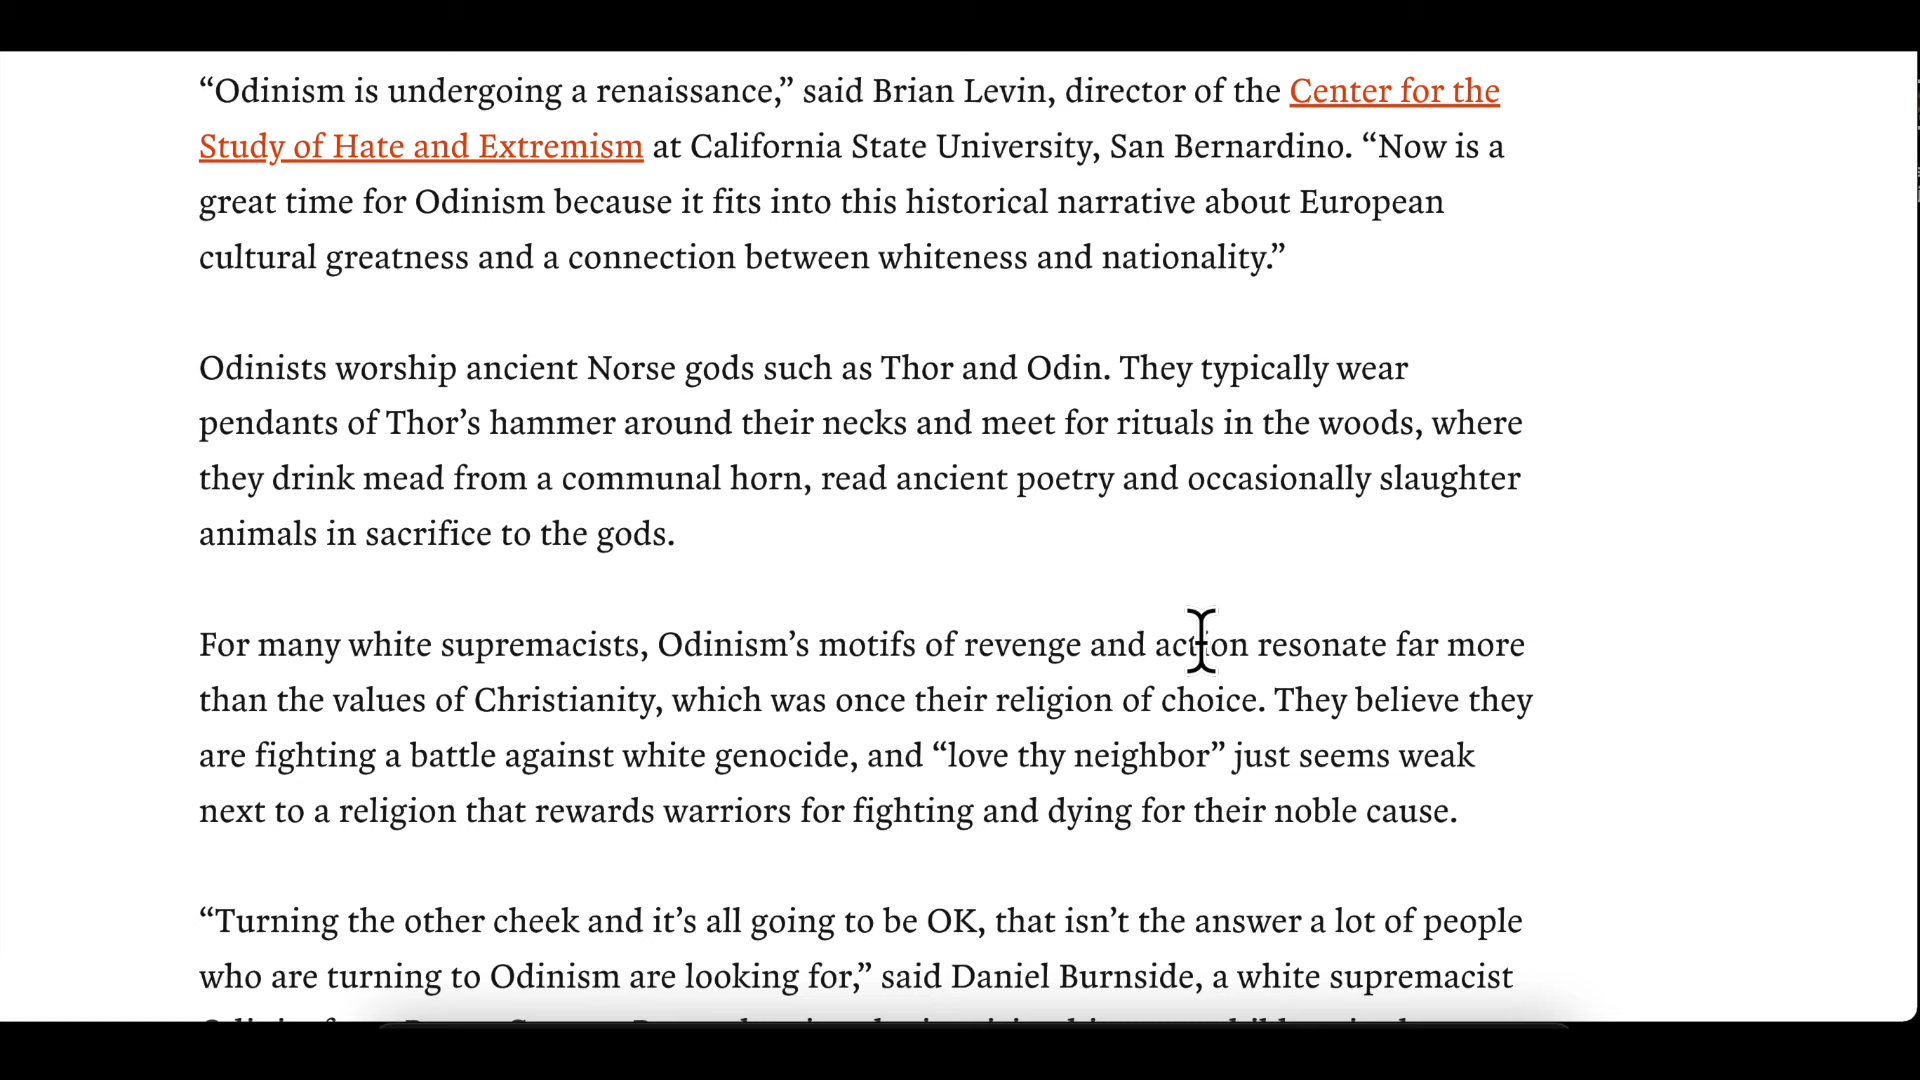 “Odinism is undergoing a renaissance,” said Brian Levin, director of the Center for the
Study of Hate and Extremism at California State University, San Bernardino. “Now is a
great time for Odinism because it fits into this historical narrative about European
cultural greatness and a connection between whiteness and nationality.”
Odinists worship ancient Norse gods such as Thor and Odin. They typically wear
pendants of Thor’s hammer around their necks and meet for rituals in the woods, where
they drink mead from a communal horn, read ancient poetry and occasionally slaughter
animals in sacrifice to the gods.
For many white supremacists, Odinism’s motifs of revenge and action resonate far more
than the values of Christianity, which was once their religion of choice. They believe they
are fighting a battle against white genocide, and “love thy neighbor” just seems weak
next to a religion that rewards warriors for fighting and dying for their noble cause.
“Turning the other cheek and it’s all going to be OK, that isn’t the answer a lot of people
who are turning to Odinism are looking for,” said Daniel Burnside, a white supremacist